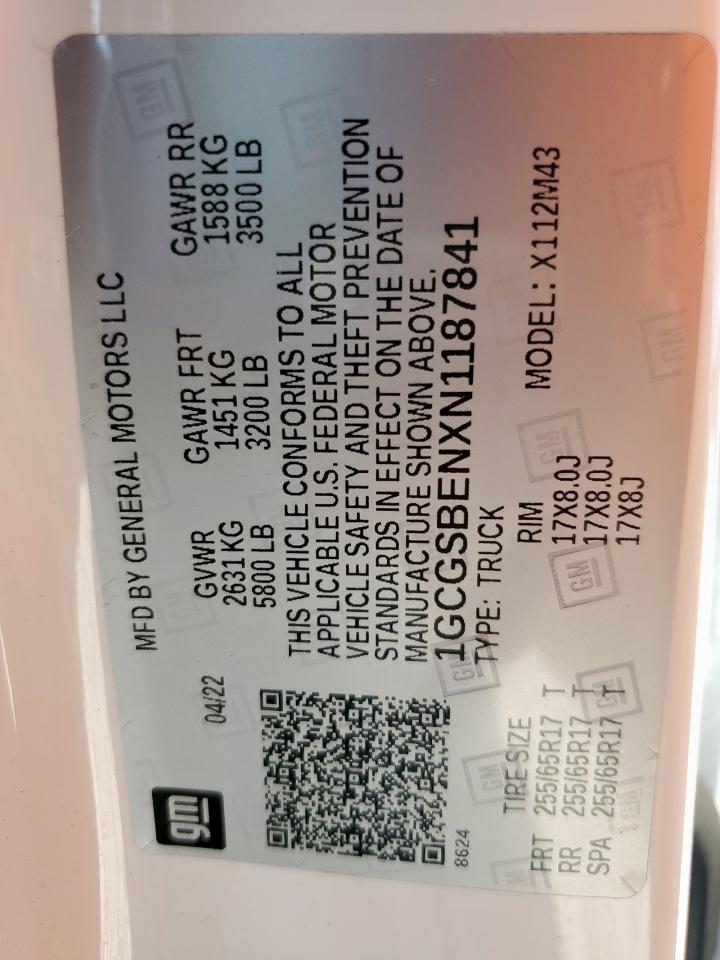 gm
04/22
MFD BY GENERAL MOTORS LLC
GVWR GAWR FRT GAWR RR
2631 KG 1451 KG 1588 KG
5800 LB 3200 LB 3500 LB
THIS VEHICLE CONFORMS TO ALL
APPLICABLE U.S. FEDERAL MOTOR
VEHICLE SAFETY AND THEFT PREVENTION
STANDARDS IN EFFECT ON THE DATE OF
MANUFACTURE SHOWN ABOVE.
1GCGSBENXN1187841
8624 TYPE: TRUCK
TIRE SIZE RIM MODEL: X112M43
FRT 255/65R17 T 17X8.0J
RR 255/65R17 T 17X8.0J
SPA 255/65R17 T 17X8J